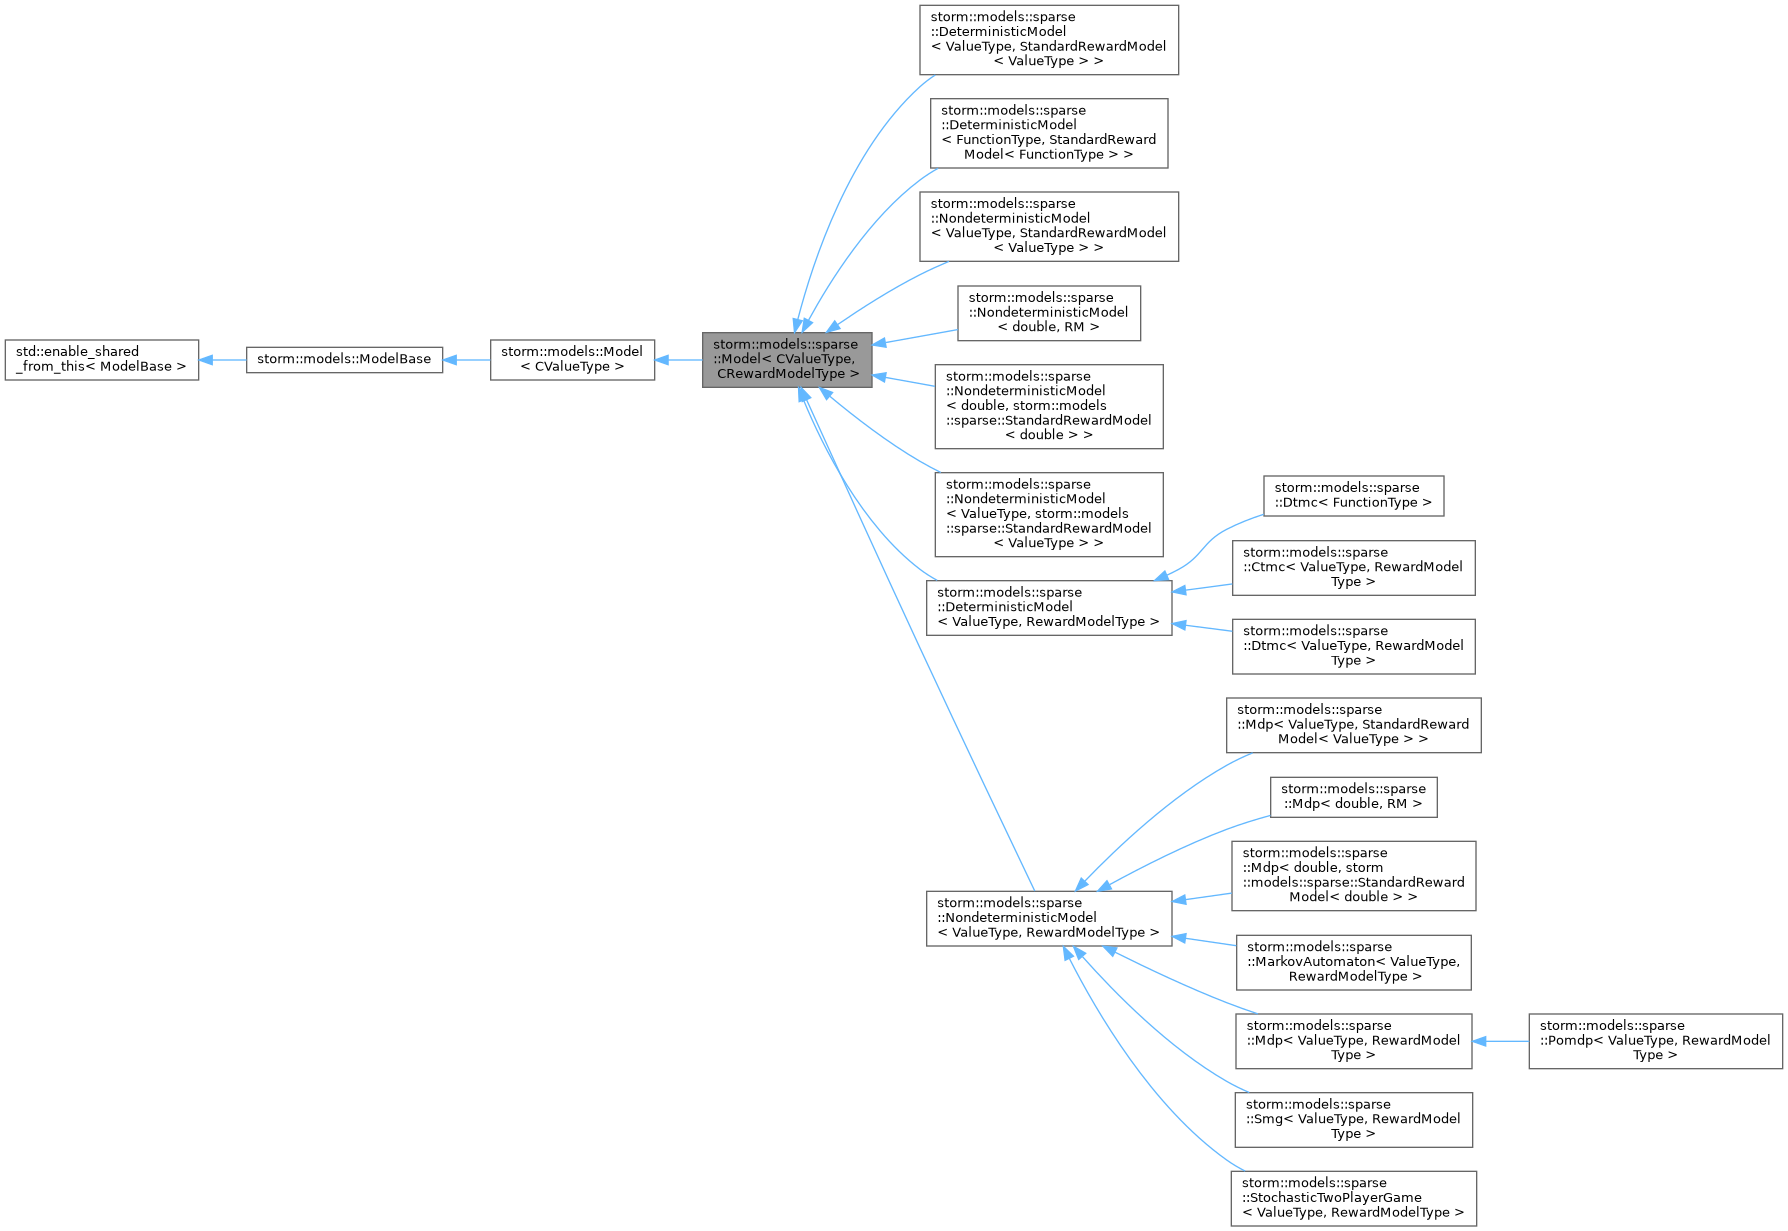 std::enable_shared
_from_this< ModelBase >
storm::models::ModelBase
storm::models::Model
< CValueType >
storm::models::sparse
::Model< CValueType,
CRewardModelType >
storm::models::sparse
::DeterministicModel
< ValueType, StandardRewardModel
< ValueType > >
storm::models::sparse
::DeterministicModel
< FunctionType, StandardReward
Model< FunctionType > >
storm::models::sparse
::NondeterministicModel
< ValueType, StandardRewardModel
< ValueType > >
storm::models::sparse
::NondeterministicModel
< double, RM >
storm::models::sparse
::NondeterministicModel
< double, storm::models
::sparse::StandardRewardModel
< double > >
storm::models::sparse
::NondeterministicModel
< ValueType, storm::models
::sparse::StandardRewardModel
< ValueType > >
storm::models::sparse
::DeterministicModel
< ValueType, RewardModelType >
storm::models::sparse
::Dtmc< FunctionType >
storm::models::sparse
::Ctmc< ValueType, RewardModel
Type >
storm::models::sparse
::Dtmc< ValueType, RewardModel
Type >
storm::models::sparse
::NondeterministicModel
< ValueType, RewardModelType >
storm::models::sparse
::Mdp< ValueType, StandardReward
Model< ValueType > >
storm::models::sparse
::Mdp< double, RM >
storm::models::sparse
::Mdp< double, storm
::models::sparse::StandardReward
Model< double > >
storm::models::sparse
::MarkovAutomaton< ValueType,
RewardModelType >
storm::models::sparse
::Mdp< ValueType, RewardModel
Type >
storm::models::sparse
::Pomdp< ValueType, RewardModel
Type >
storm::models::sparse
::Smg< ValueType, RewardModel
Type >
storm::models::sparse
::StochasticTwoPlayerGame
< ValueType, RewardModelType >